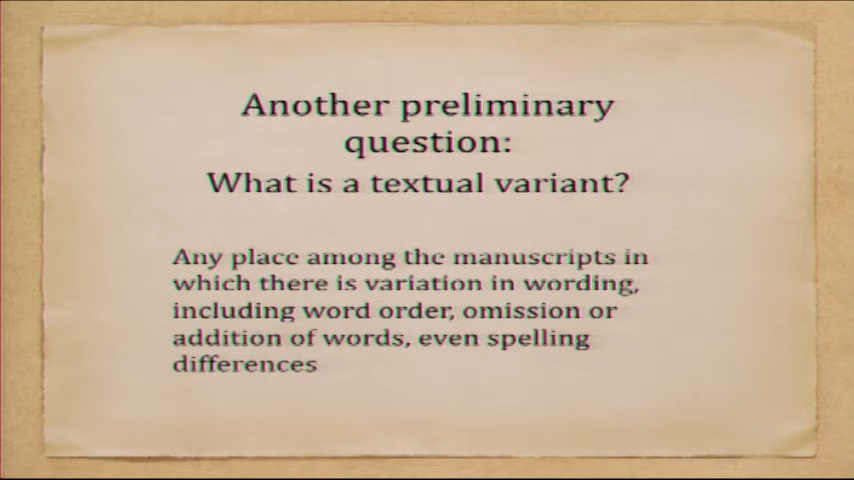 Another preliminary
question:
What is a textual variant?
Any place among the manuscripts in
which there is variation in wording,
including word order, omission or
addition of words, even spelling
differences